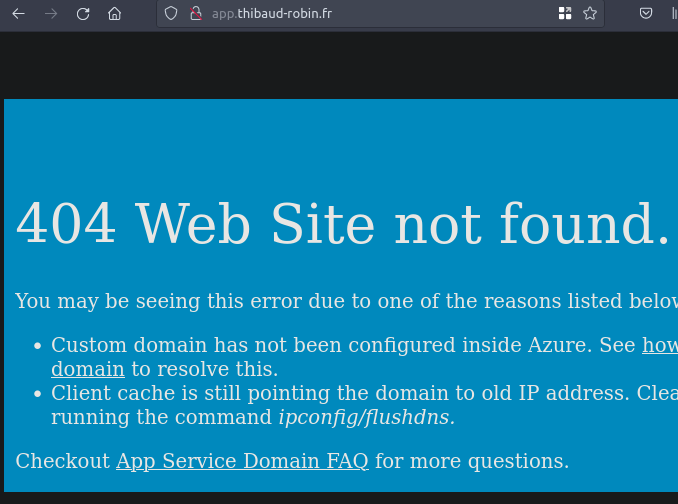 app.thibaud-robin.fr
404 Web Site not found.
You may be seeing this error due to one of the reasons listed
• Custom domain has not been configured inside Azure. See
domain to resolve this.
• Client cache is still pointing the domain to old IP address.
running the command ipconfig/flushdns.
Checkout App Service Domain FAQ for more questions.